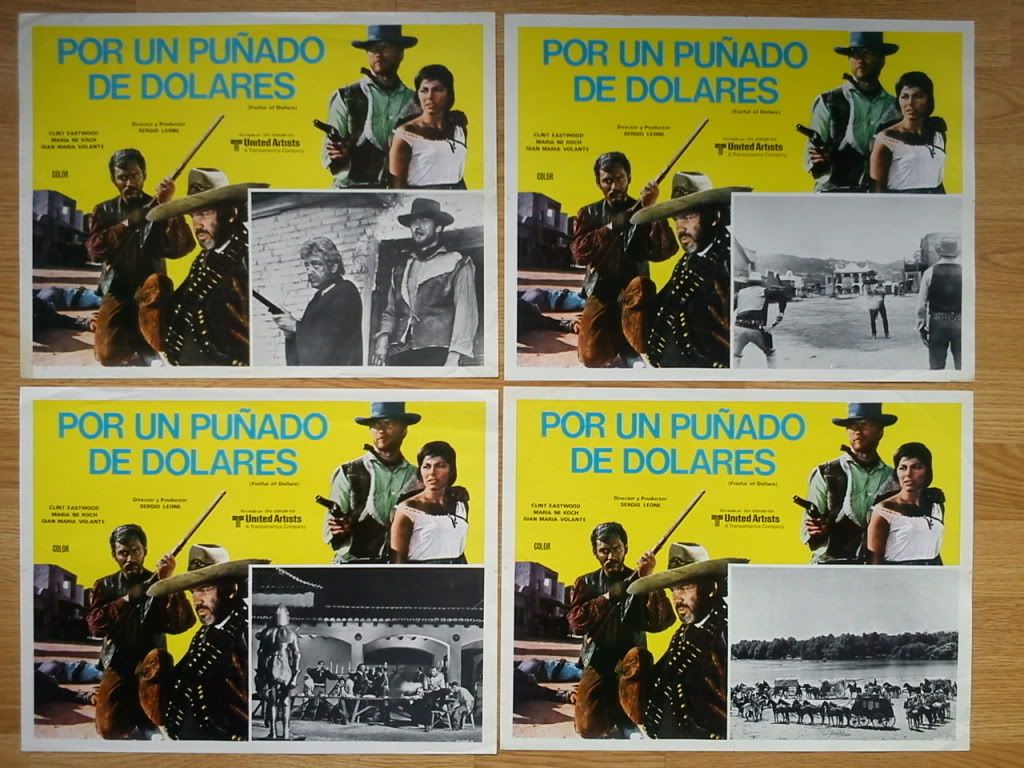 POR UN PUÑADO
DE DOLARES
(Fistful of Dollars)
Director y Productor
SERGIO LEONE
CLINT EASTWOOD
MARIA NE KOCH
GIAN MARIA VOLANTE
United Artists
A Transamerica Company
COLOR
POR UN PUÑADO
DE DOLARES
(Fistful of Dollars)
Director y Productor
SERGIO LEONE
CLINT EASTWOOD
MARIA NE KOCH
GIAN MARIA VOLANTE
United Artists
A Transamerica Company
COLOR
POR UN PUÑADO
DE DOLARES
(Fistful of Dollars)
Director y Productor
SERGIO LEONE
CLINT EASTWOOD
MARIA NE KOCH
GIAN MARIA VOLANTE
United Artists
A Transamerica Company
COLOR
POR UN PUÑADO
DE DOLARES
(Fistful of Dollars)
Director y Productor
SERGIO LEONE
CLINT EASTWOOD
MARIA NE KOCH
GIAN MARIA VOLANTE
United Artists
A Transamerica Company
COLOR